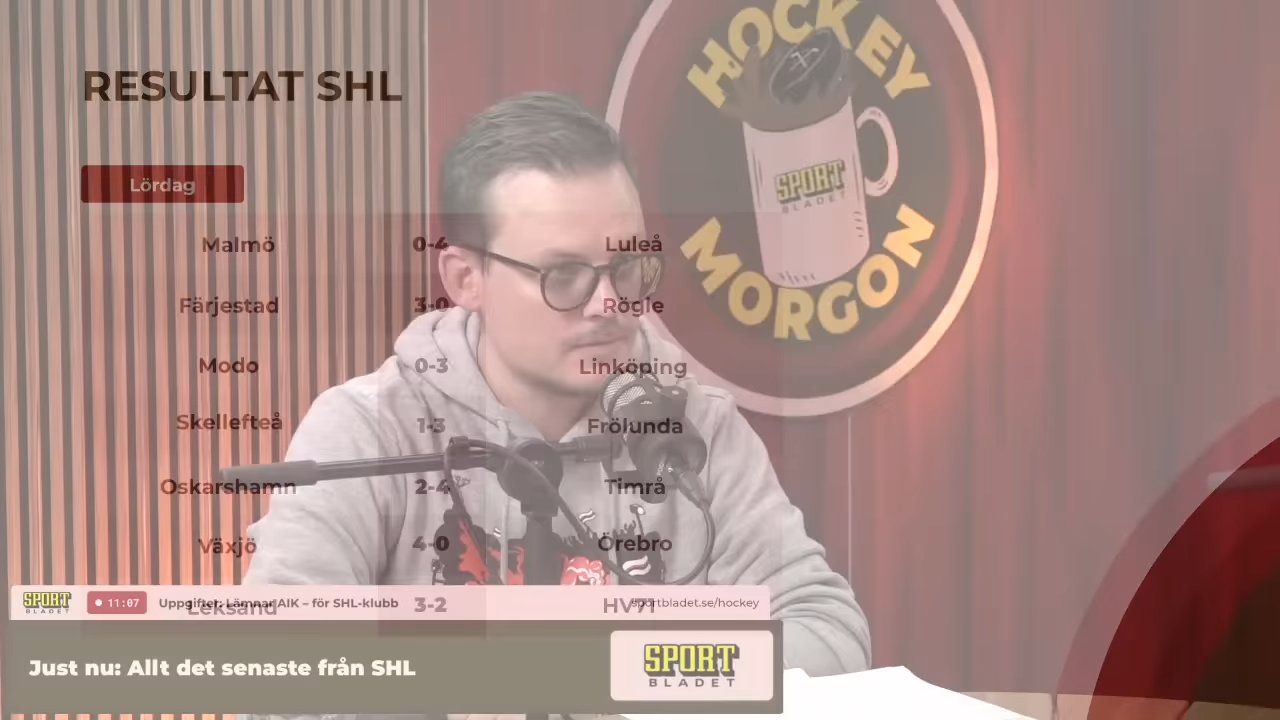 HOCKEY
MORGON
SPORT
BLADET
RESULTAT SHL
Lördag
Malmö 0-4 Luleå
Färjestad 3-0 Rögle
Modo 0-3 Linköping
Skellefteå 1-3 Frölunda
Oskarshamn 2-4 Timrå
Växjö 4-0 Örebro
Leksand 3-2 HV71
SPORT
BLADET
11:07 Uppgifter: Lämnar AIK – för SHL-klubb sportbladet.se/hockey
Just nu: Allt det senaste från SHL
SPORT
BLADET